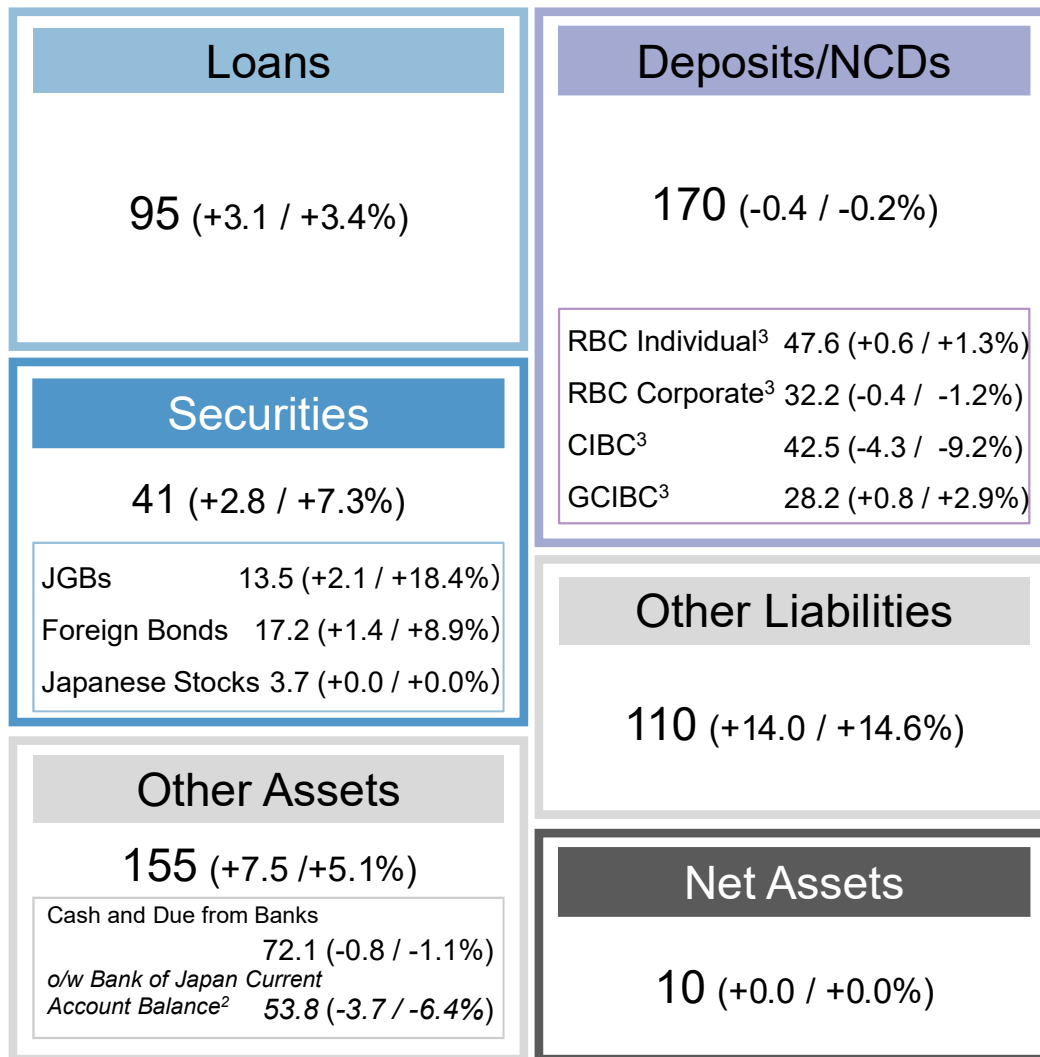 Loans
95 (+3.1 / +3.4%)
Securities
41 (+2.8 / +7.3%)
JGBs 13.5 (+2.1 / +18.4%)
Foreign Bonds 17.2 (+1.4 / +8.9%)
Japanese Stocks 3.7 (+0.0 / +0.0%)
Other Assets
155 (+7.5 /+5.1%)
Cash and Due from Banks
72.1 (-0.8 / -1.1%)
o/w Bank of Japan Current
Account Balance² 53.8 (-3.7 / -6.4%)
Deposits/NCDs
170 (-0.4 / -0.2%)
RBC Individual³ 47.6 (+0.6 / +1.3%)
RBC Corporate³ 32.2 (-0.4 / -1.2%)
CIBC³ 42.5 (-4.3 / -9.2%)
GCIBC³ 28.2 (+0.8 / +2.9%)
Other Liabilities
110 (+14.0 / +14.6%)
Net Assets
10 (+0.0 / +0.0%)